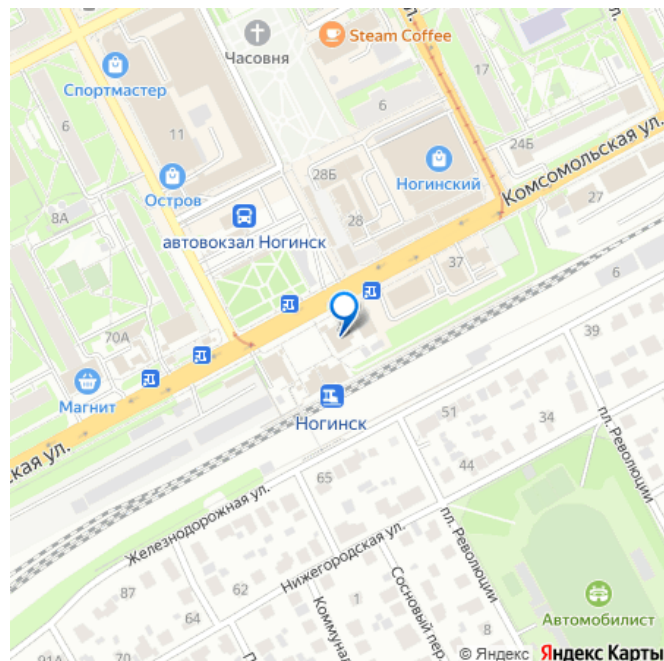 Steam Coffee
Часовня
Спортмастер
17
6
6
11
24Б
Комсомольская ул.
Ногинский
28Б
Остров
27
8А
28
автовокзал Ногинск
37
6
70А
39
Магнит
Ногинск
51
34
ская ул.
пл. Революции
44
65
Железнодорожная ул.
Нижегородская ул.
пл. Революции
87
62
Сосновый пер.
1
Коммуна
64
Автомобилист
8
70
91А
© Яндекс Яндекс Карты